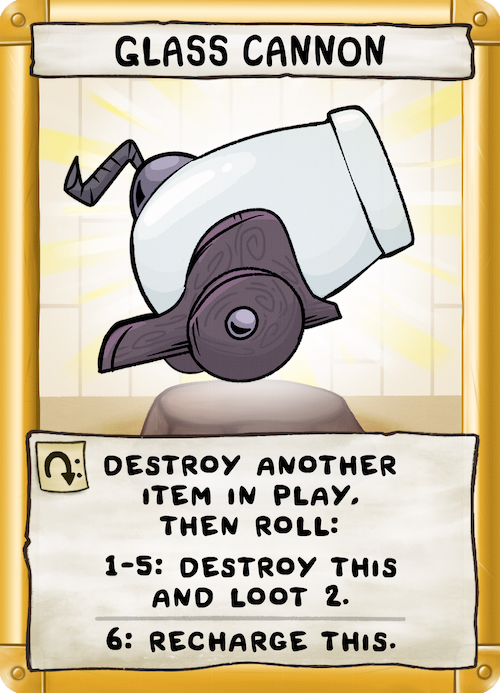 GLASS CANNON
: DESTROY ANOTHER
ITEM IN PLAY.
THEN ROLL:
1-5: DESTROY THIS
AND LOOT 2.
6: RECHARGE THIS.